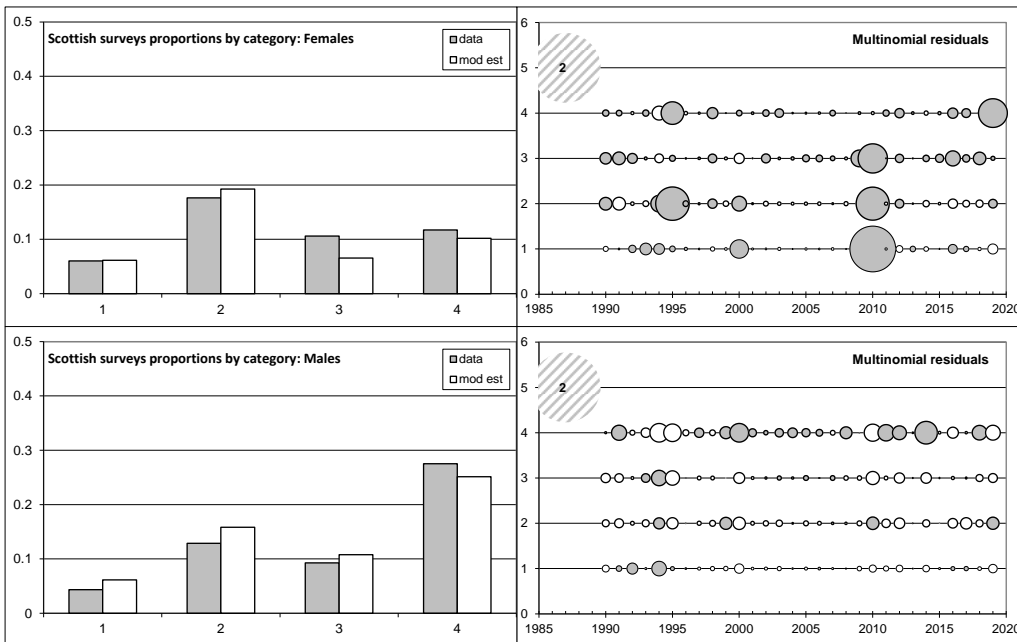 Scottish surveys proportions by category: Females
data
mod est
0.5
0.4
0.3
0.2
0.1
0
1 2 3 4
Multinomial residuals
2
6
5
4
3
2
1
0
1985 1990 1995 2000 2005 2010 2015 2020
Scottish surveys proportions by category: Males
data
mod est
0.5
0.4
0.3
0.2
0.1
0
1 2 3 4
Multinomial residuals
2
6
5
4
3
2
1
0
1985 1990 1995 2000 2005 2010 2015 2020